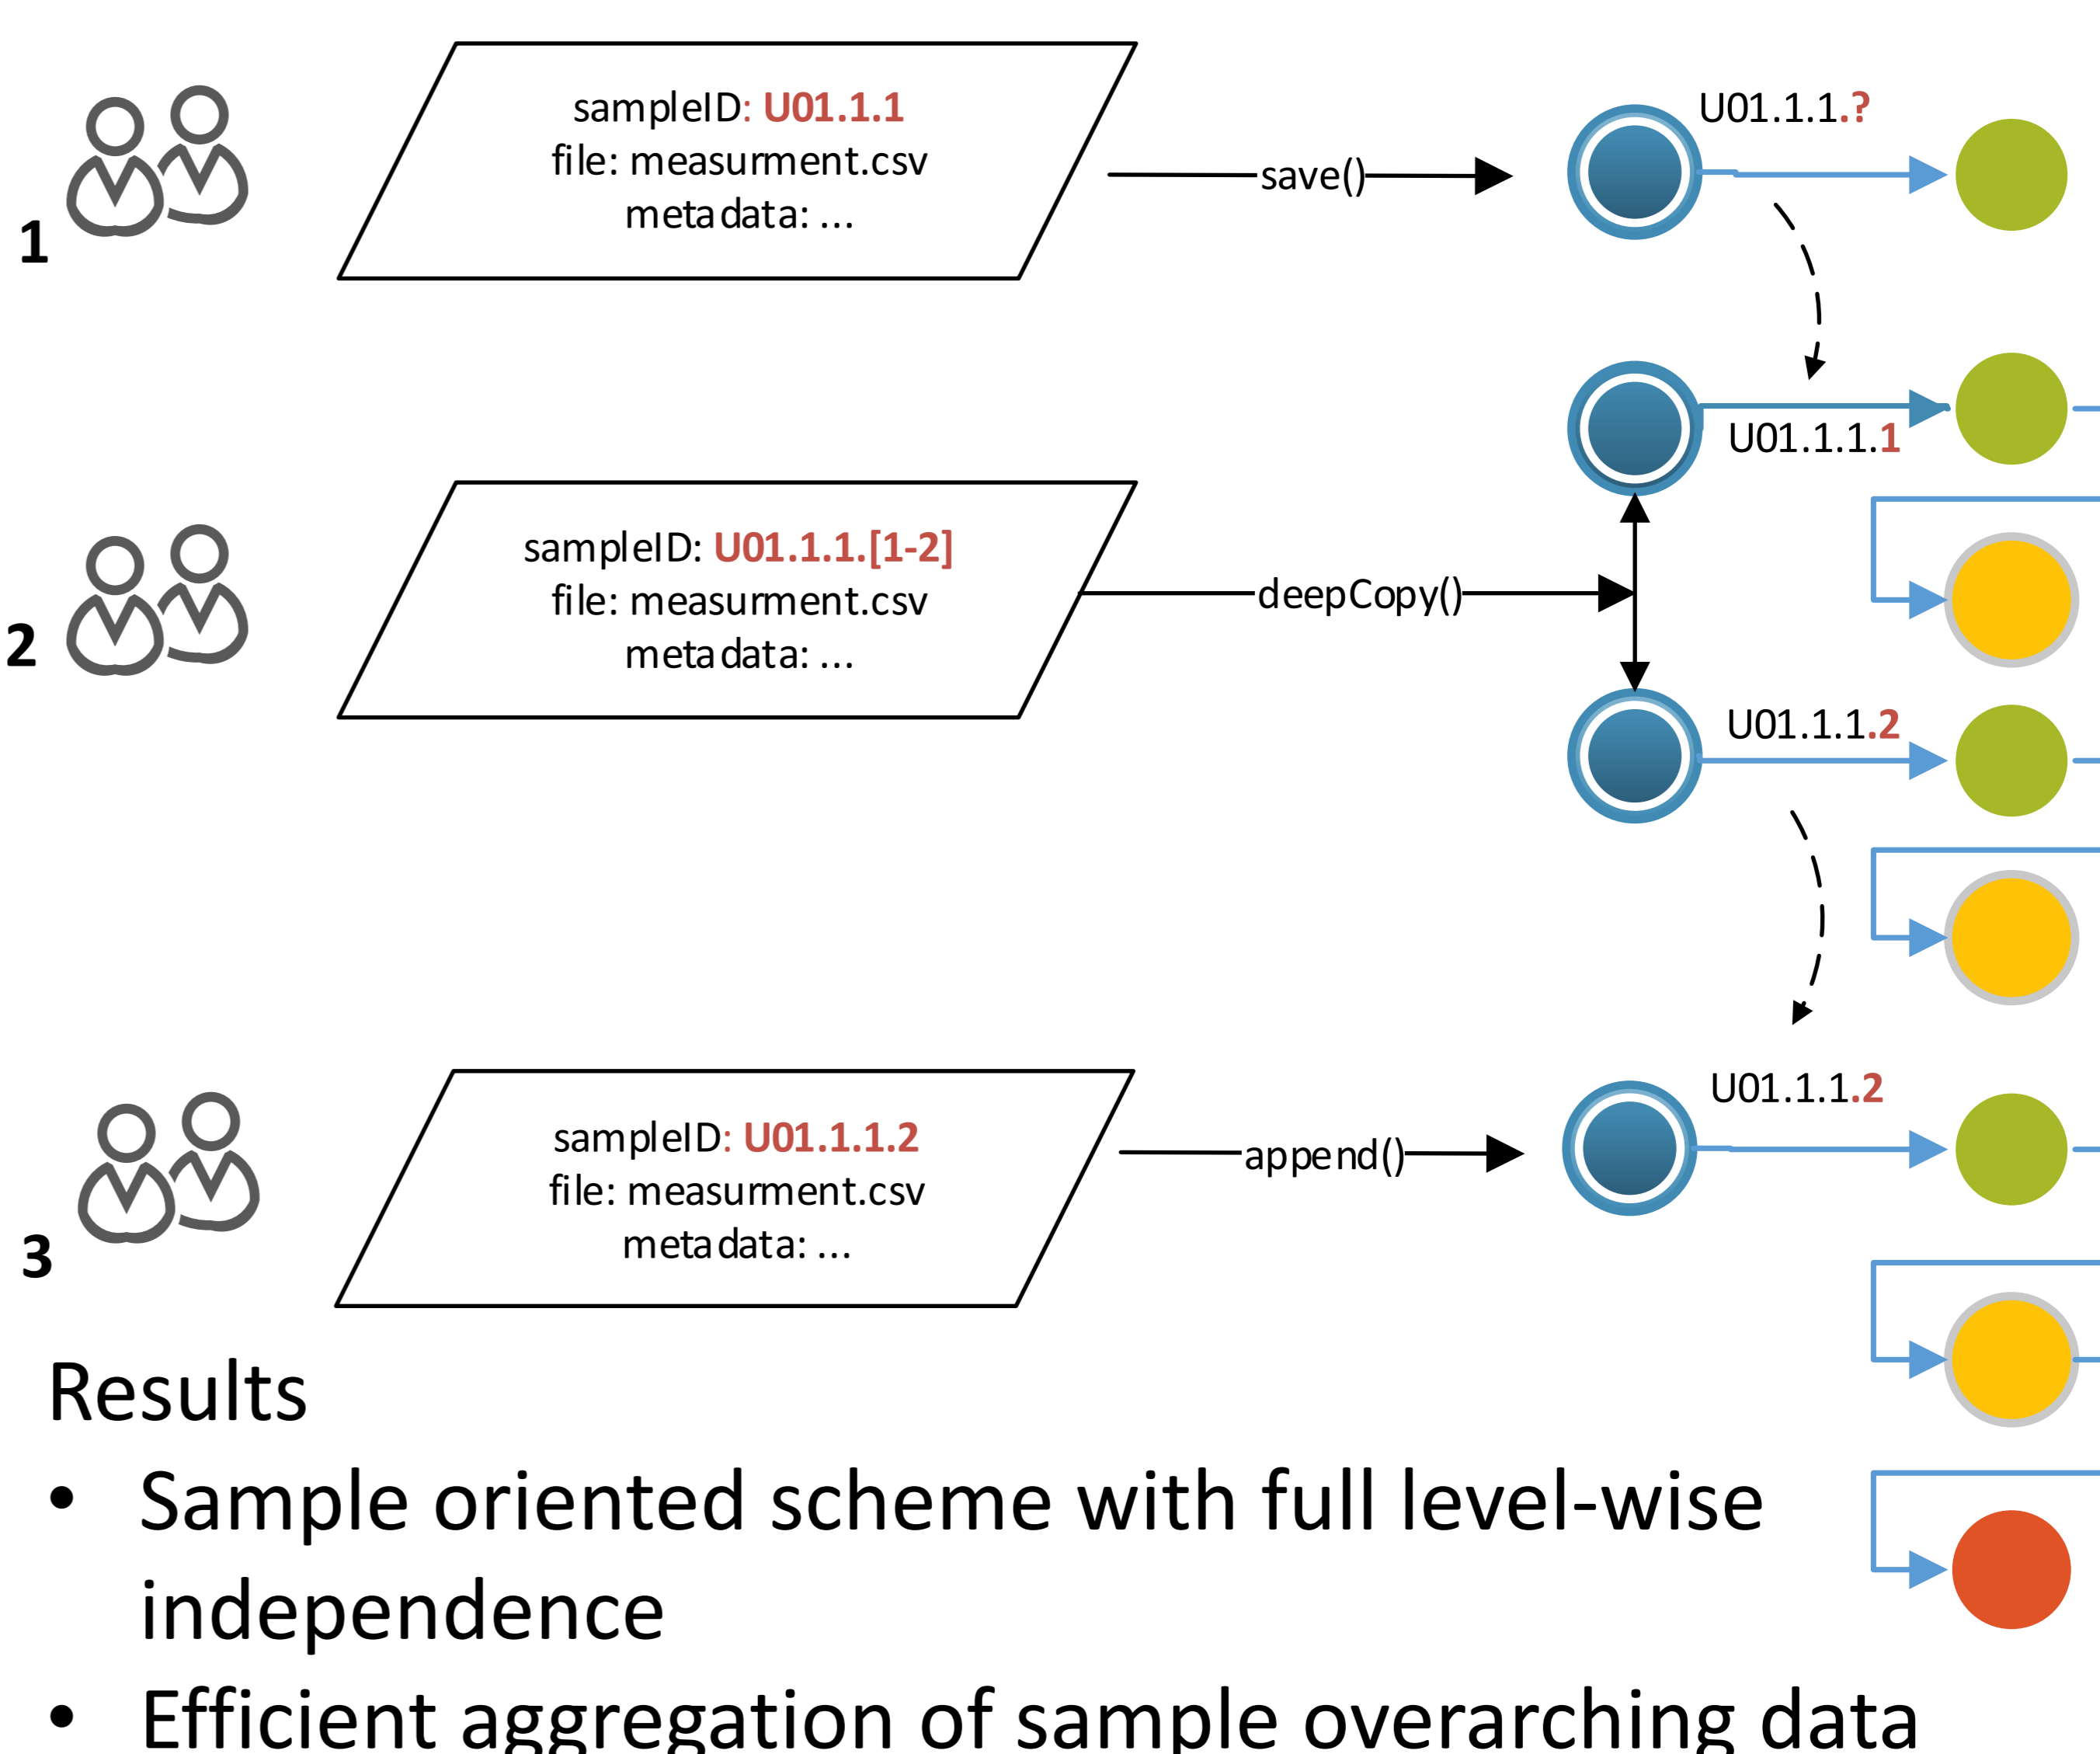 sampleID: U01.1.1
file: measurment.csv
metadata: ...
save()
U01.1.1.?
1
U01.1.1.1
sampleID: U01.1.1.[1-2]
file: measurment.csv
metadata: ...
deepCopy()
2
U01.1.1.2
U01.1.1.2
sampleID: U01.1.1.2
file: measurment.csv
metadata: ...
append()
3
Results
• Sample oriented scheme with full level-wise
independence
• Efficient aggregation of sample overarching data